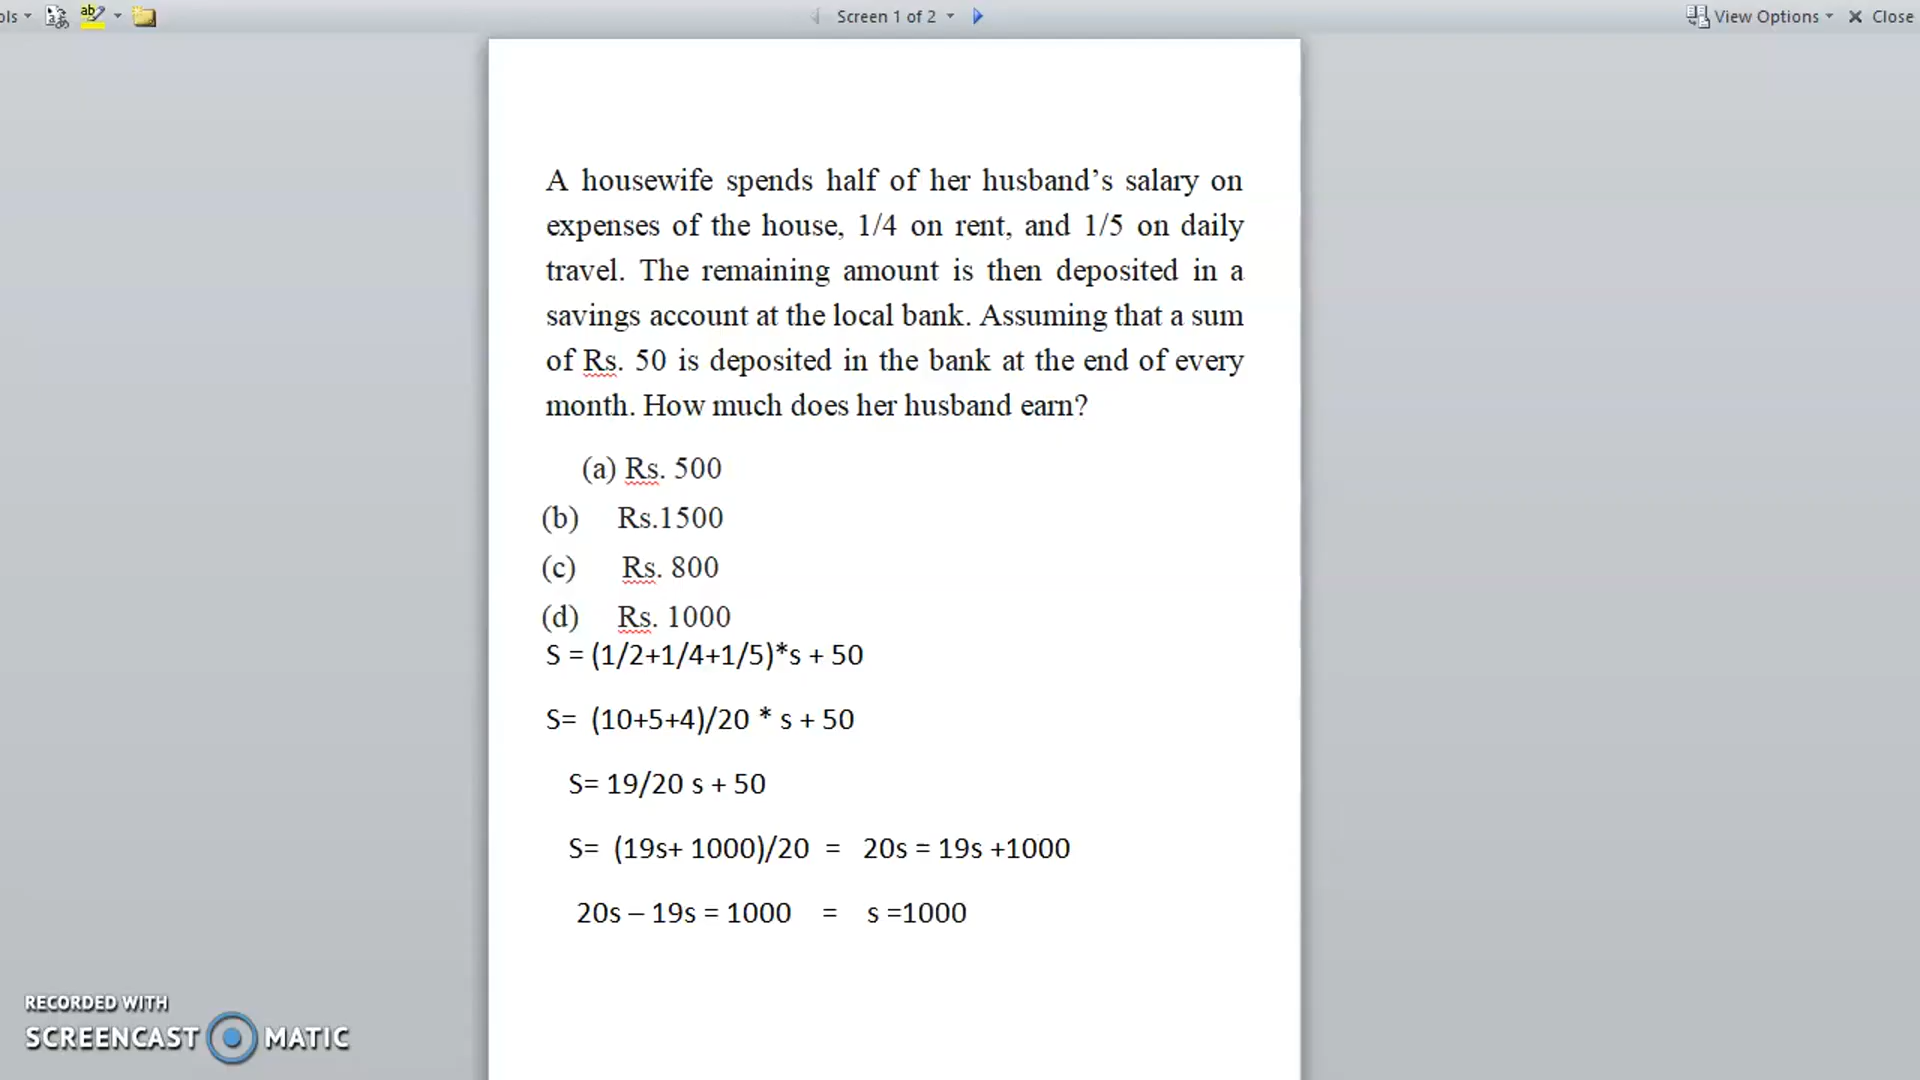 ols
Screen 1 of 2
View Options
Close
A housewife spends half of her husband’s salary on
expenses of the house, 1/4 on rent, and 1/5 on daily
travel. The remaining amount is then deposited in a
savings account at the local bank. Assuming that a sum
of Rs. 50 is deposited in the bank at the end of every
month. How much does her husband earn?
(a) Rs. 500
(b) Rs.1500
(c) Rs. 800
(d) Rs. 1000
S = (1/2+1/4+1/5)*s + 50
S= (10+5+4)/20 * s + 50
S= 19/20 s + 50
S= (19s+ 1000)/20 = 20s = 19s +1000
20s – 19s = 1000 = s =1000
RECORDED WITH
SCREENCAST MATIC